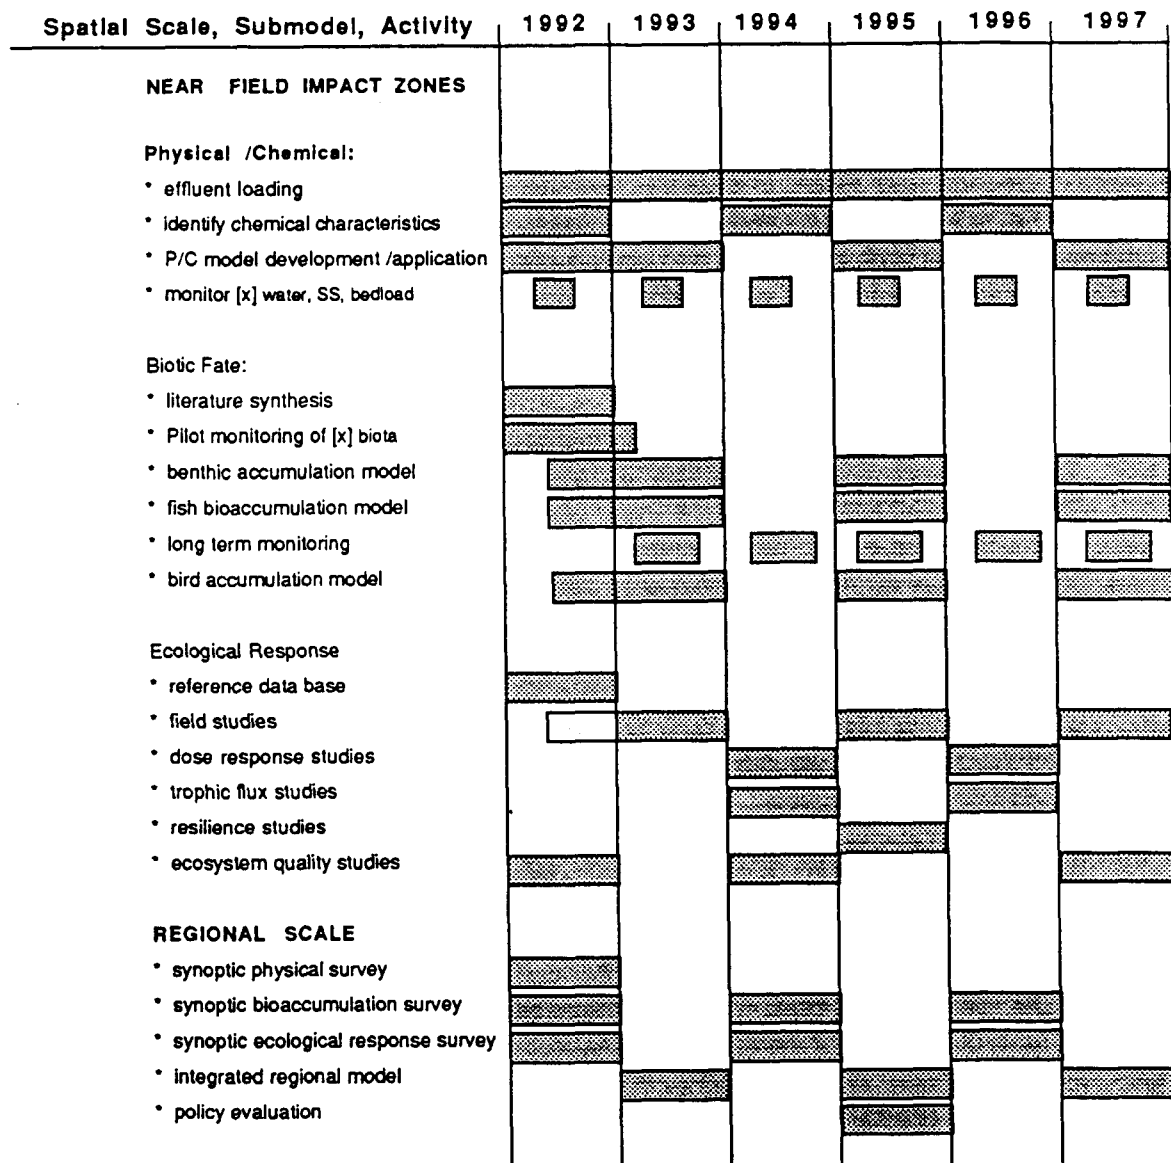 Spatial Scale, Submodel, Activity 1992 1993 1994 1995 1996 1997
NEAR FIELD IMPACT ZONES
Physical /Chemical:
* effluent loading
* identify chemical characteristics
* P/C model development /application
* monitor [x] water, SS, bedload
Biotic Fate:
* literature synthesis
* Pilot monitoring of [x] biota
* benthic accumulation model
* fish bioaccumulation model
* long term monitoring
* bird accumulation model
Ecological Response
* reference data base
* field studies
* dose response studies
* trophic flux studies
* resilience studies
* ecosystem quality studies
REGIONAL SCALE
* synoptic physical survey
* synoptic bioaccumulation survey
* synoptic ecological response survey
* integrated regional model
* policy evaluation